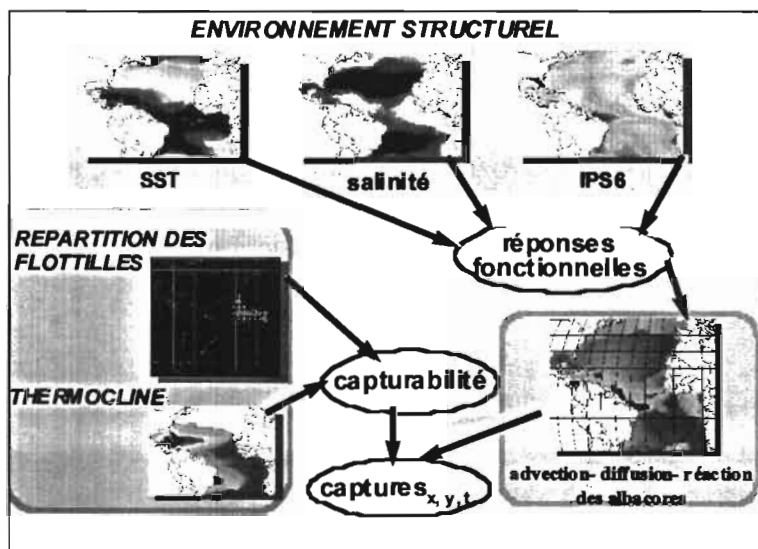 ENVIRONNEMENT STRUCTUREL
SST
salinité
IPS6
réponses
fonctionnelles
REPARTITION DES
FLOTTILLES
THERMOCLINE
capturabilité
captures x, y, t
advection- diffusion- réaction
des albacores